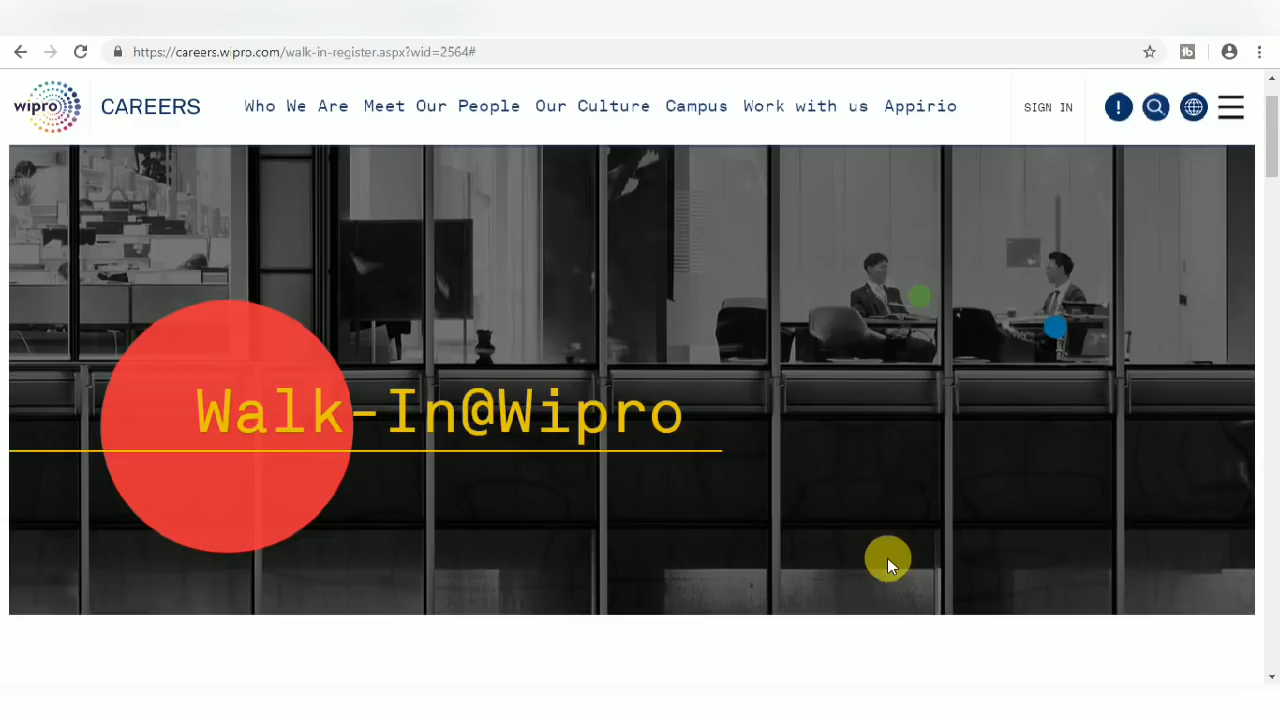 https://careers.wipro.com/walk-in-register.aspx?wid=2564#
wipro
CAREERS
Who We Are Meet Our People Our Culture Campus Work with us Appirio
SIGN IN
Walk-In@Wipro